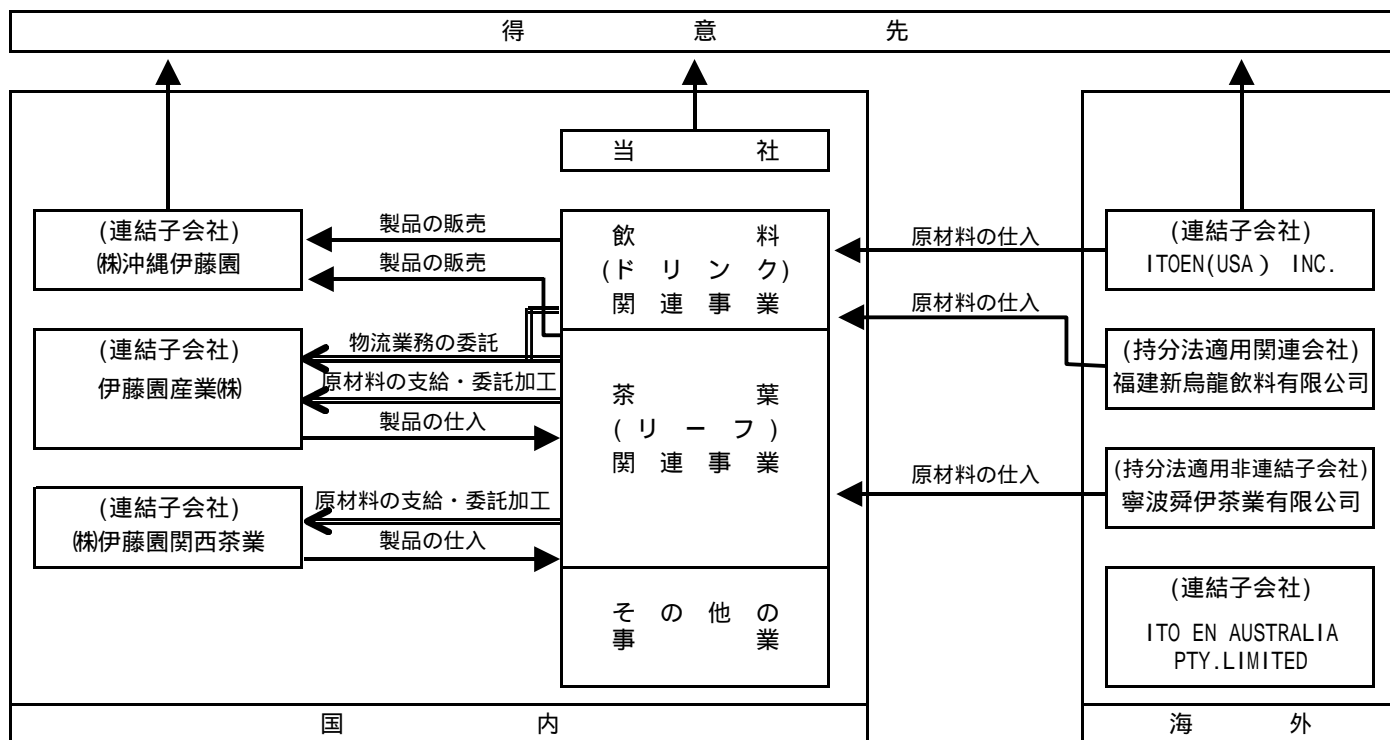 得意先
当社
(連結子会社)
㈱沖縄伊藤園
製品の販売
製品の販売
飲料
(ドリンク)
関連事業
原材料の仕入
(連結子会社)
ITOEN(USA) INC.
(連結子会社)
伊藤園産業㈱
物流業務の委託
原材料の支給・委託加工
製品の仕入
茶葉
(リーフ)
関連事業
原材料の仕入
(持分法適用関連会社)
福建新烏龍飲料有限公司
(連結子会社)
㈱伊藤園関西茶業
原材料の支給・委託加工
製品の仕入
原材料の仕入
(持分法適用非連結子会社)
寧波舜伊茶業有限公司
その他の
事業
(連結子会社)
ITO EN AUSTRALIA
PTY.LIMITED
国内
海外